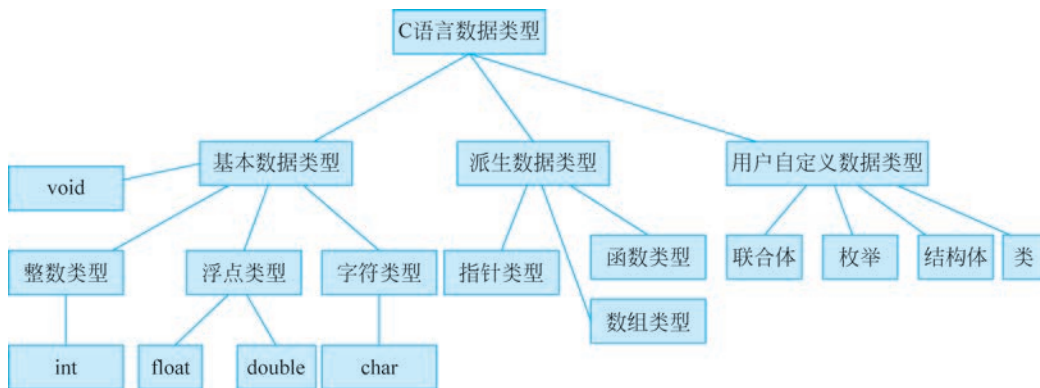 C语言数据类型
基本数据类型
派生数据类型
用户自定义数据类型
void
整数类型
浮点类型
字符类型
指针类型
函数类型
联合体
枚举
结构体
类
数组类型
int
float
double
char